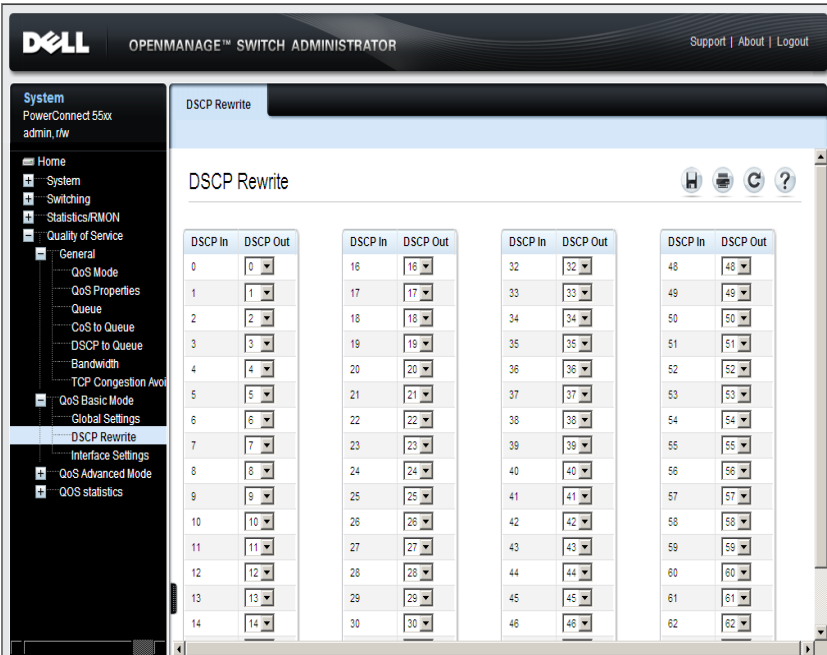 DELL OPENMANAGE™ SWITCH ADMINISTRATOR Support | About | Logout
System
PowerConnect 55xx
admin, r/w
Home
System
Switching
Statistics/RMON
Quality of Service
General
QoS Mode
QoS Properties
Queue
CoS to Queue
DSCP to Queue
Bandwidth
TCP Congestion Avoi
QoS Basic Mode
Global Settings
DSCP Rewrite
Interface Settings
QoS Advanced Mode
QOS statistics
DSCP Rewrite
DSCP Rewrite
DSCP In DSCP Out DSCP In DSCP Out DSCP In DSCP Out DSCP In DSCP Out
0 0 16 16 32 32 48 48
1 1 17 17 33 33 49 49
2 2 18 18 34 34 50 50
3 3 19 19 35 35 51 51
4 4 20 20 36 36 52 52
5 5 21 21 37 37 53 53
6 6 22 22 38 38 54 54
7 7 23 23 39 39 55 55
8 8 24 24 40 40 56 56
9 9 25 25 41 41 57 57
10 10 26 26 42 42 58 58
11 11 27 27 43 43 59 59
12 12 28 28 44 44 60 60
13 13 29 29 45 45 61 61
14 14 30 30 46 46 62 62